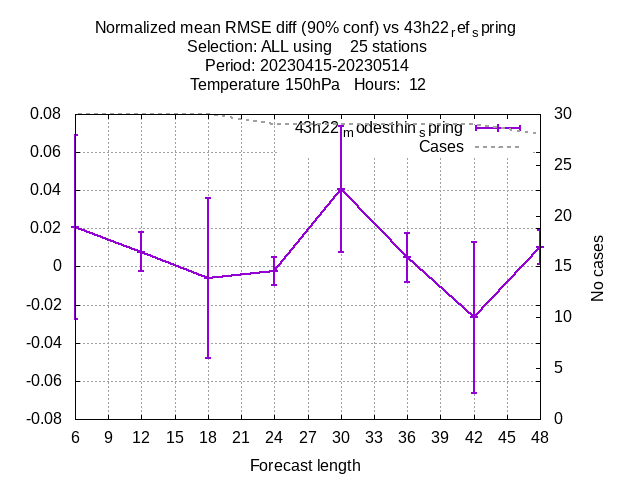 Normalized mean RMSE diff (90% conf) vs 43h22refspring
Selection: ALL using 25 stations
Period: 20230415-20230514
Temperature 150hPa Hours: 12
43h22modesthinspring
Cases
0.08
0.06
0.04
0.02
0
-0.02
-0.04
-0.06
-0.08
30
25
20
15
10
5
0
No cases
6 9 12 15 18 21 24 27 30 33 36 39 42 45 48
Forecast length